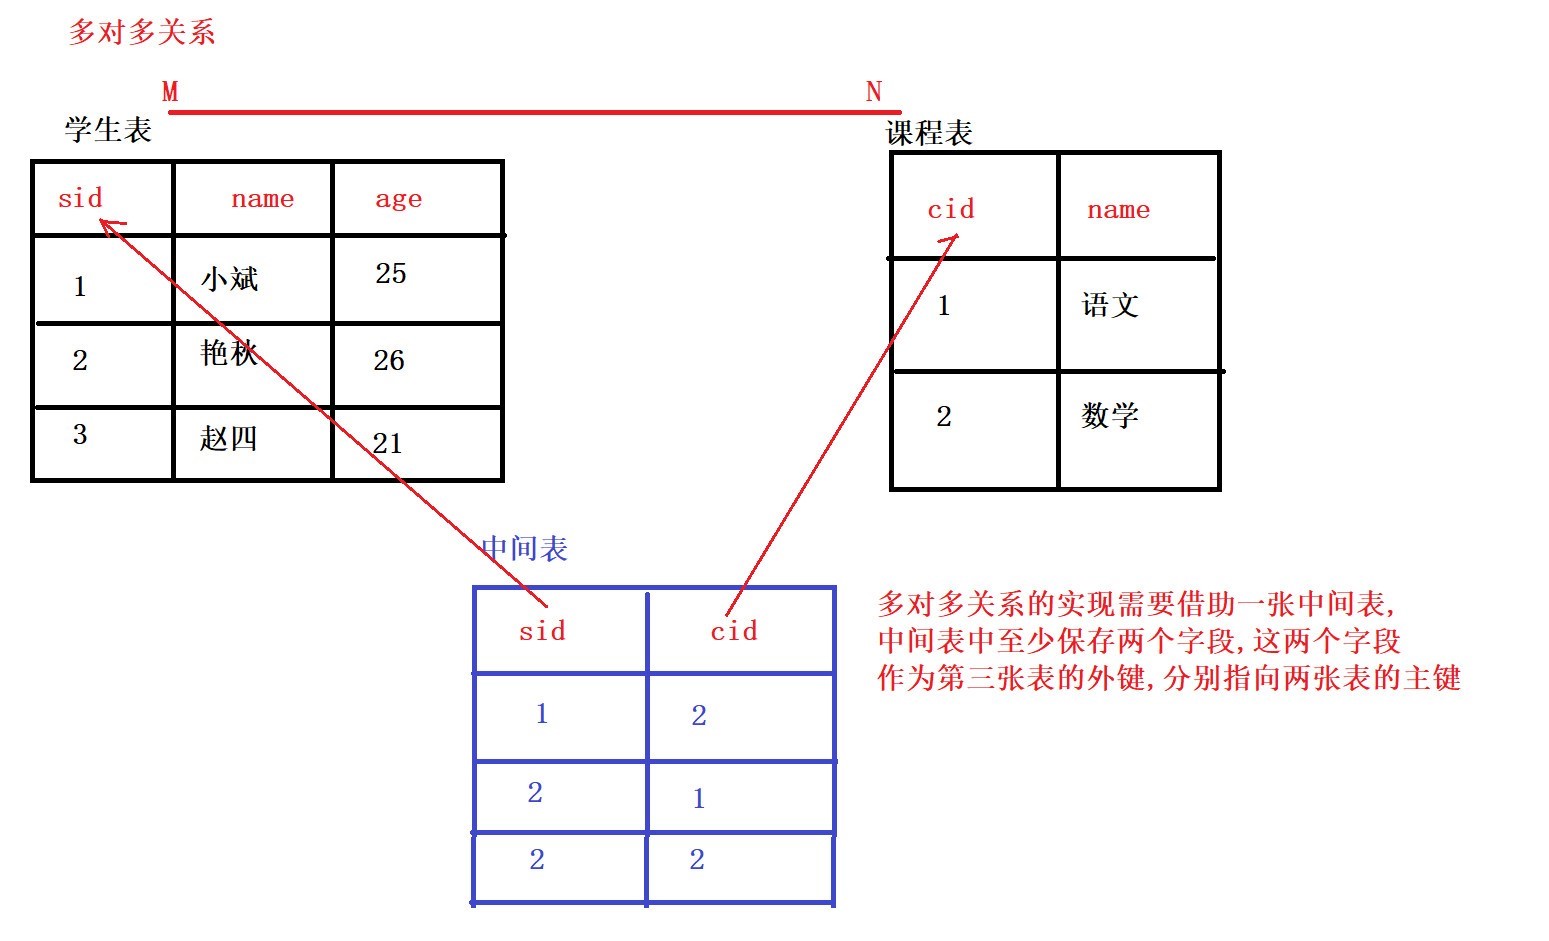 多对多关系
M N
学生表
课程表
sid name age
1 小斌 25
2 艳秋 26
3 赵四 21
cid name
1 语文
2 数学
中间表
sid cid
1 2
2 1
2 2
多对多关系的实现需要借助一张中间表,
中间表中至少保存两个字段,这两个字段
作为第三张表的外键,分别指向两张表的主键